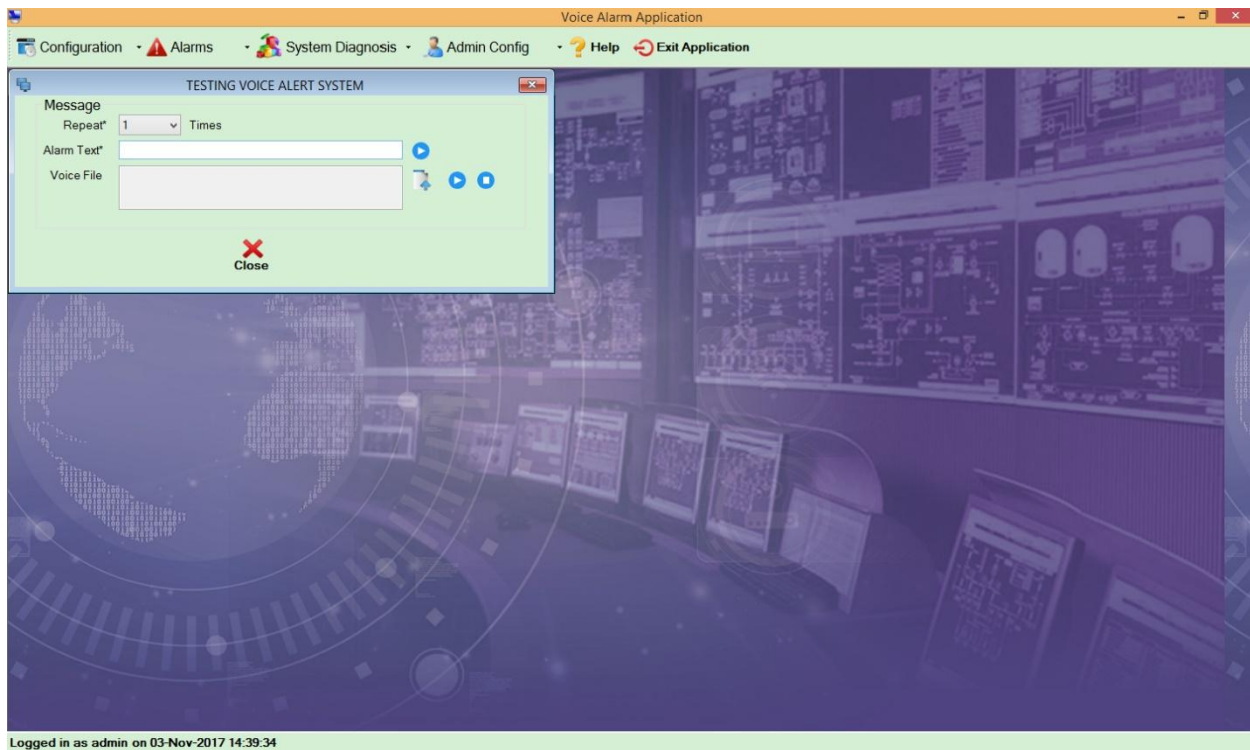 Voice Alarm Application
Configuration Alarms System Diagnosis Admin Config Help Exit Application
TESTING VOICE ALERT SYSTEM
Message
Repeat* 1 Times
Alarm Text*
Voice File
Close
Logged in as admin on 03-Nov-2017 14:39:34